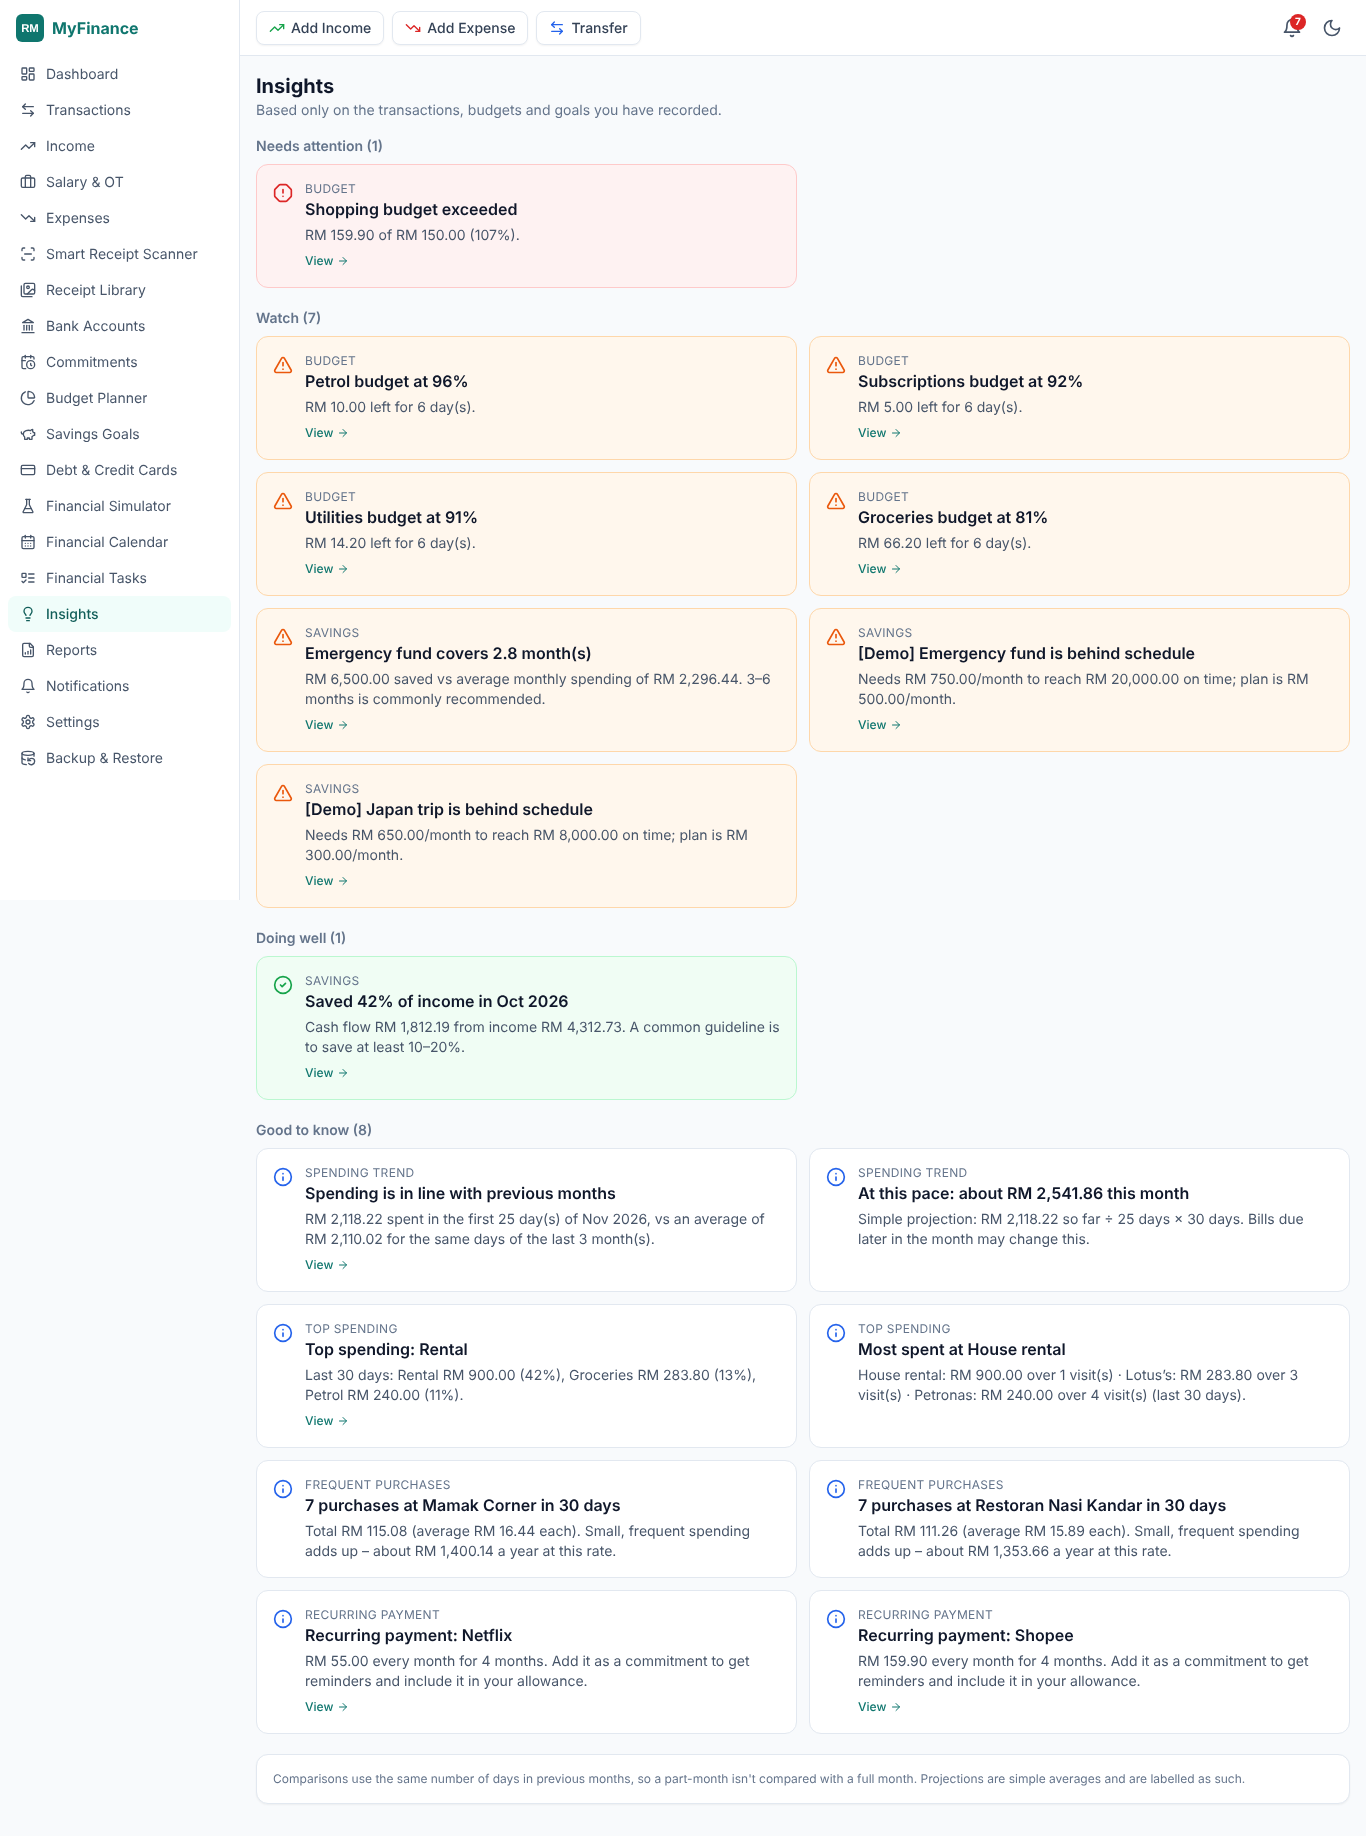 RM MyFinance
Dashboard
Transactions
Income
Salary & OT
Expenses
Smart Receipt Scanner
Receipt Library
Bank Accounts
Commitments
Budget Planner
Savings Goals
Debt & Credit Cards
Financial Simulator
Financial Calendar
Financial Tasks
Insights
Reports
Notifications
Settings
Backup & Restore
Add Income
Add Expense
Transfer
7
Insights
Based only on the transactions, budgets and goals you have recorded.
Needs attention (1)
BUDGET
Shopping budget exceeded
RM 159.90 of RM 150.00 (107%).
View →
Watch (7)
BUDGET
Petrol budget at 96%
RM 10.00 left for 6 day(s).
View →
BUDGET
Subscriptions budget at 92%
RM 5.00 left for 6 day(s).
View →
BUDGET
Utilities budget at 91%
RM 14.20 left for 6 day(s).
View →
BUDGET
Groceries budget at 81%
RM 66.20 left for 6 day(s).
View →
SAVINGS
Emergency fund covers 2.8 month(s)
RM 6,500.00 saved vs average monthly spending of RM 2,296.44. 3–6
months is commonly recommended.
View →
SAVINGS
[Demo] Emergency fund is behind schedule
Needs RM 750.00/month to reach RM 20,000.00 on time; plan is RM
500.00/month.
View →
SAVINGS
[Demo] Japan trip is behind schedule
Needs RM 650.00/month to reach RM 8,000.00 on time; plan is RM
300.00/month.
View →
Doing well (1)
SAVINGS
Saved 42% of income in Oct 2026
Cash flow RM 1,812.19 from income RM 4,312.73. A common guideline is
to save at least 10–20%.
View →
Good to know (8)
SPENDING TREND
Spending is in line with previous months
RM 2,118.22 spent in the first 25 day(s) of Nov 2026, vs an average of
RM 2,110.02 for the same days of the last 3 month(s).
View →
SPENDING TREND
At this pace: about RM 2,541.86 this month
Simple projection: RM 2,118.22 so far ÷ 25 days × 30 days. Bills due
later in the month may change this.
TOP SPENDING
Top spending: Rental
Last 30 days: Rental RM 900.00 (42%), Groceries RM 283.80 (13%),
Petrol RM 240.00 (11%).
View →
TOP SPENDING
Most spent at House rental
House rental: RM 900.00 over 1 visit(s) · Lotus’s: RM 283.80 over 3
visit(s) · Petronas: RM 240.00 over 4 visit(s) (last 30 days).
FREQUENT PURCHASES
7 purchases at Mamak Corner in 30 days
Total RM 115.08 (average RM 16.44 each). Small, frequent spending
adds up – about RM 1,400.14 a year at this rate.
FREQUENT PURCHASES
7 purchases at Restoran Nasi Kandar in 30 days
Total RM 111.26 (average RM 15.89 each). Small, frequent spending
adds up – about RM 1,353.66 a year at this rate.
RECURRING PAYMENT
Recurring payment: Netflix
RM 55.00 every month for 4 months. Add it as a commitment to get
reminders and include it in your allowance.
View →
RECURRING PAYMENT
Recurring payment: Shopee
RM 159.90 every month for 4 months. Add it as a commitment to get
reminders and include it in your allowance.
View →
Comparisons use the same number of days in previous months, so a part-month isn't compared with a full month. Projections are simple averages and are labelled as such.